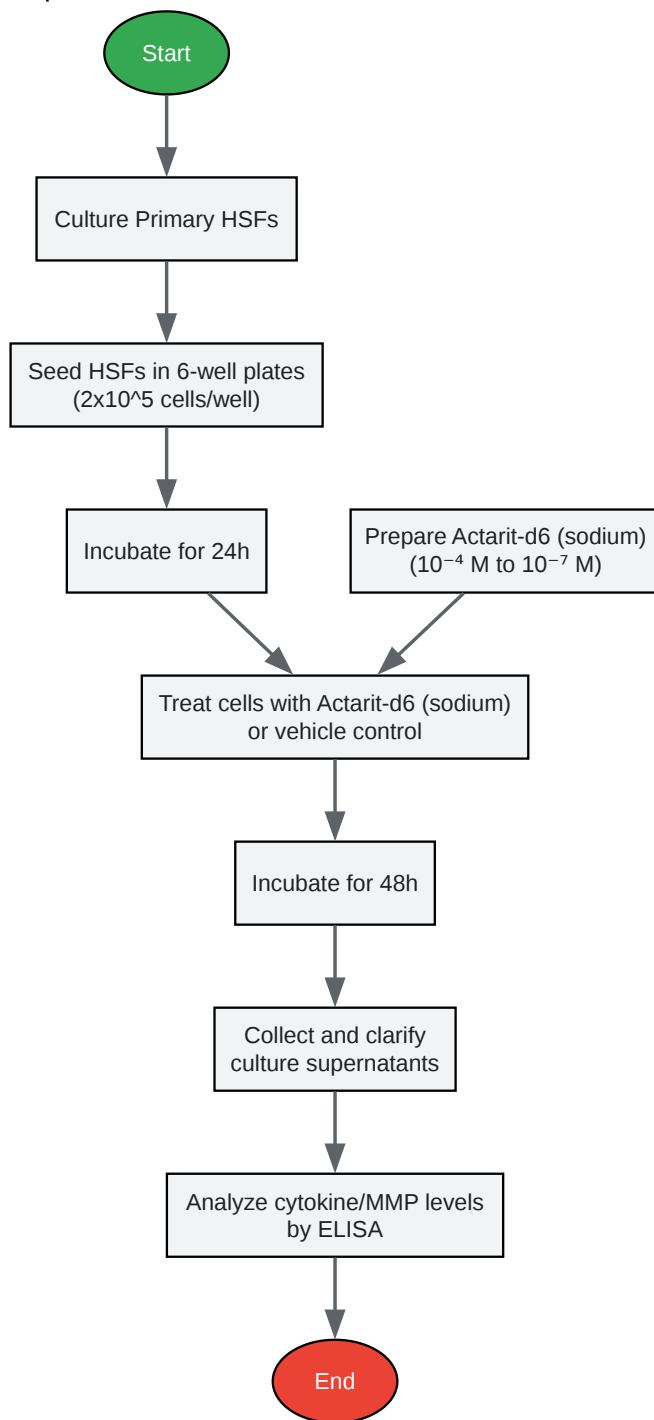 Start
Culture Primary HSFs
Seed HSFs in 6-well plates
(2x10^5 cells/well)
Incubate for 24h
Prepare Actarit-d6 (sodium)
(10⁻⁴ M to 10⁻⁷ M)
Treat cells with Actarit-d6 (sodium)
or vehicle control
Incubate for 48h
Collect and clarify
culture supernatants
Analyze cytokine/MMP levels
by ELISA
End